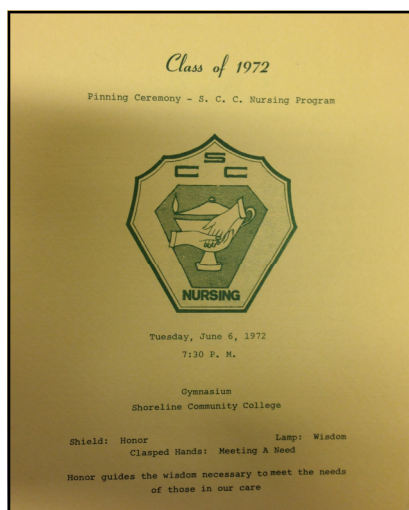 Class of 1972
Pinning Ceremony - S. C. C. Nursing Program
S
C C
NURSING
Tuesday, June 6, 1972
7:30 P. M.
Gymnasium
Shoreline Community College
Shield: Honor Lamp: Wisdom
Clasped Hands: Meeting A Need
Honor guides the wisdom necessary to meet the needs
of those in our care